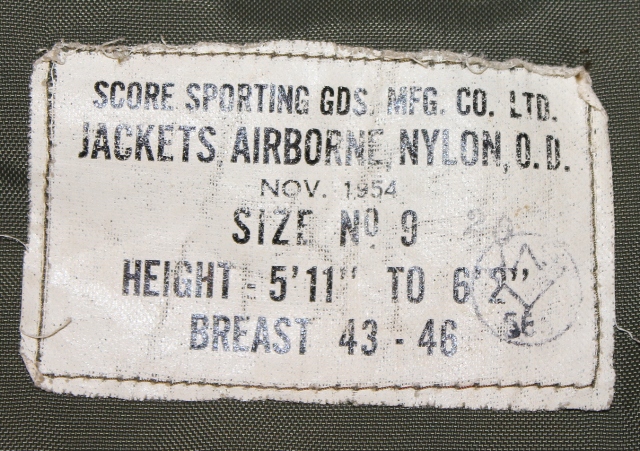 SCORE SPORTING GDS. MFG. CO. LTD.
JACKETS, AIRBORNE, NYLON, O.D.
NOV. 1954
SIZE Nº 9
HEIGHT - 5'11" TO 6'2"
BREAST 43 - 46